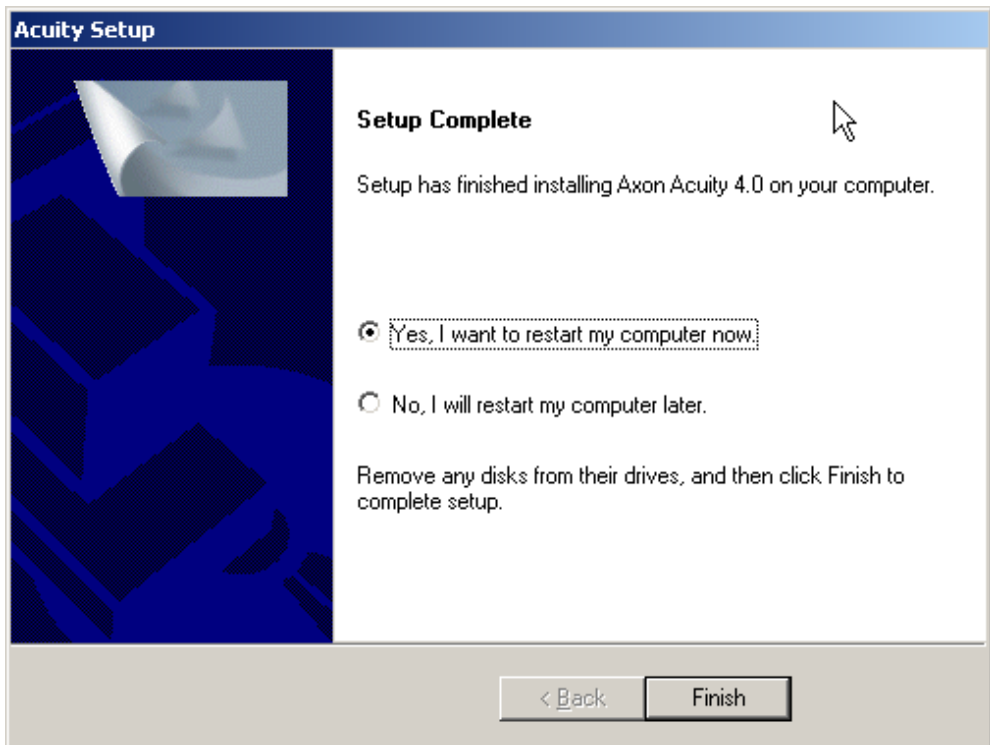 Acuity Setup
Setup Complete
Setup has finished installing Axon Acuity 4.0 on your computer.
Yes, I want to restart my computer now.
No, I will restart my computer later.
Remove any disks from their drives, and then click Finish to
complete setup.
< Back
Finish